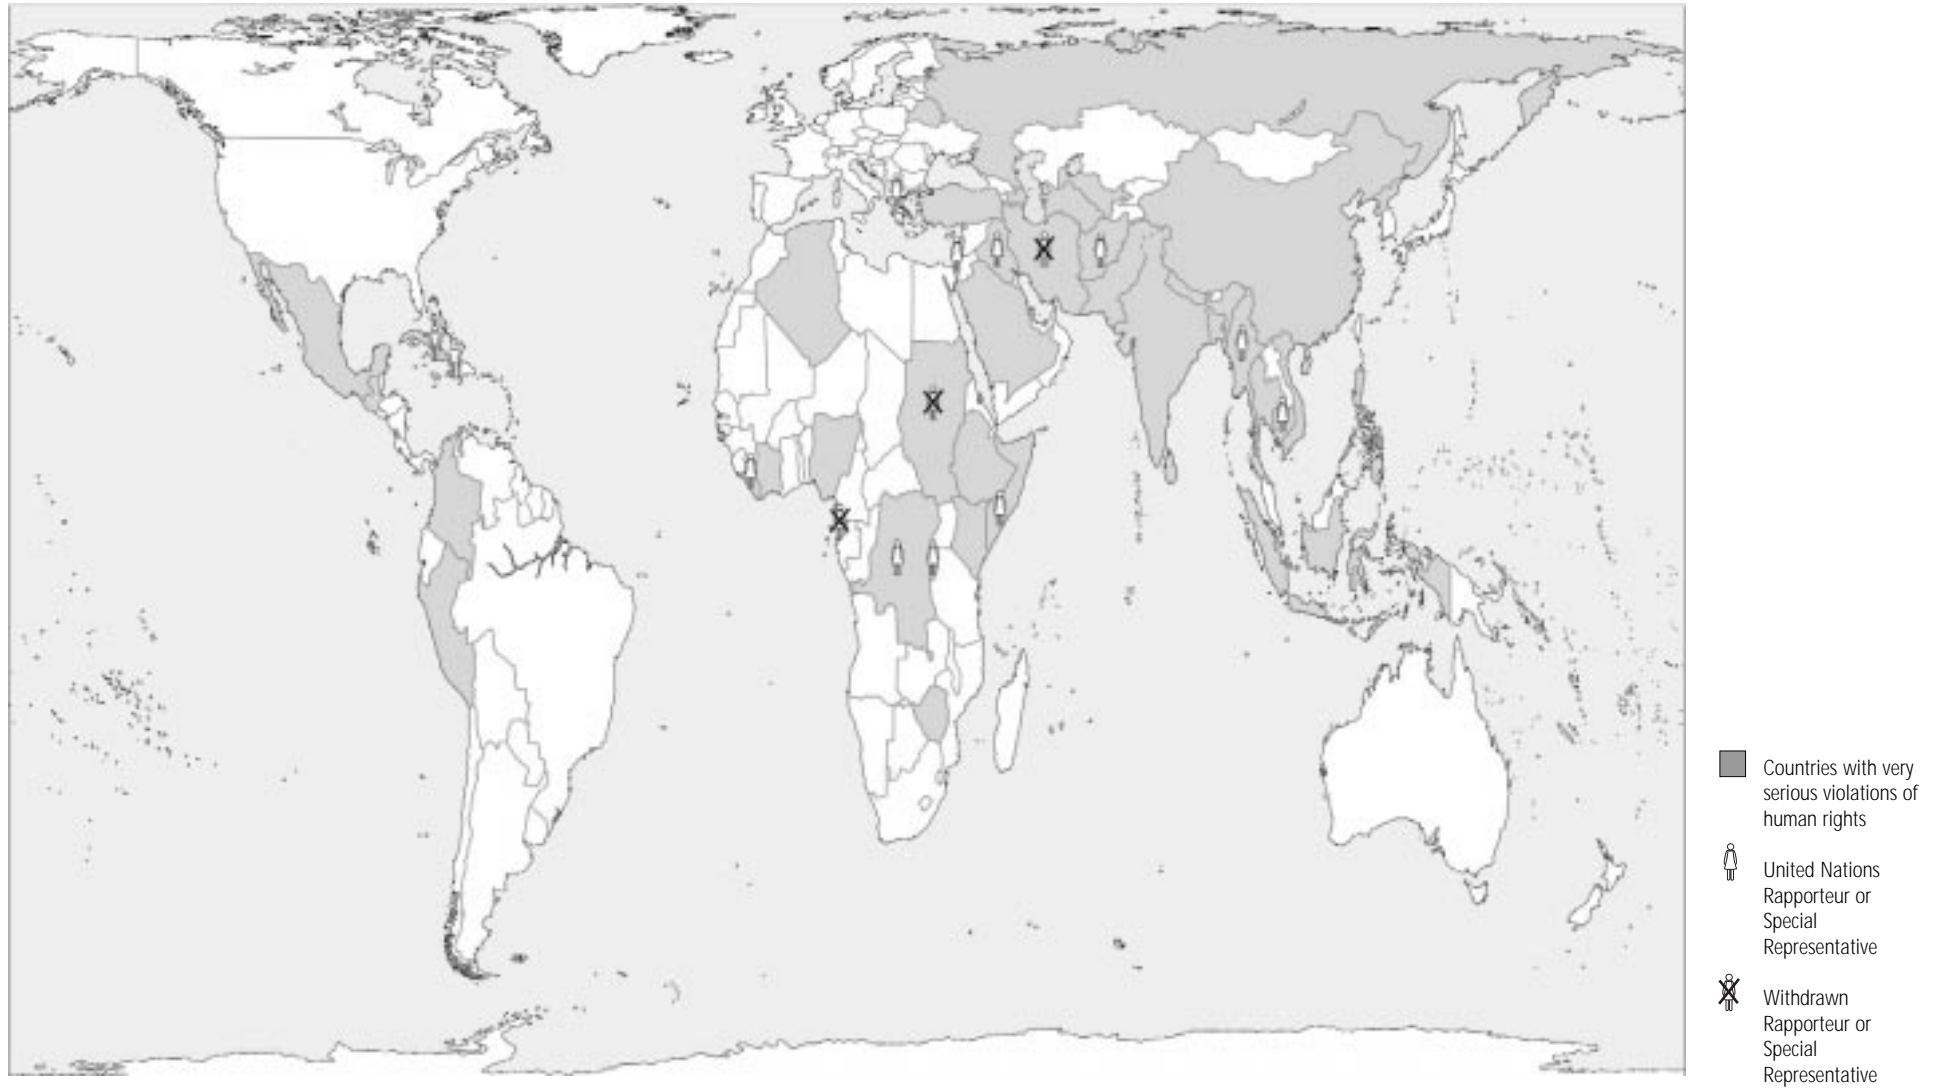 Countries with very
serious violations of
human rights
United Nations
Rapporteur or
Special
Representative
Withdrawn
Rapporteur or
Special
Representative